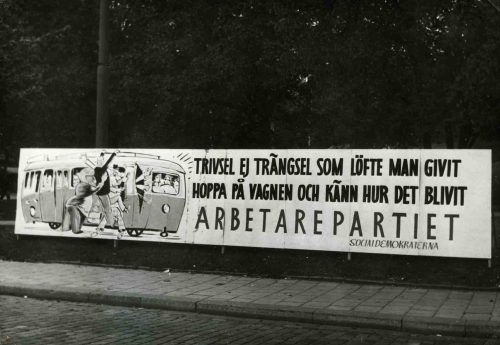 TRIVSEL EJ TRÄNGSEL SOM LÖFTE MAN GIVIT
HOPPA PÅ VAGNEN OCH KÄNN HUR DET BLIVIT
ARBETAREPARTIET
SOCIALDEMOKRATERNA